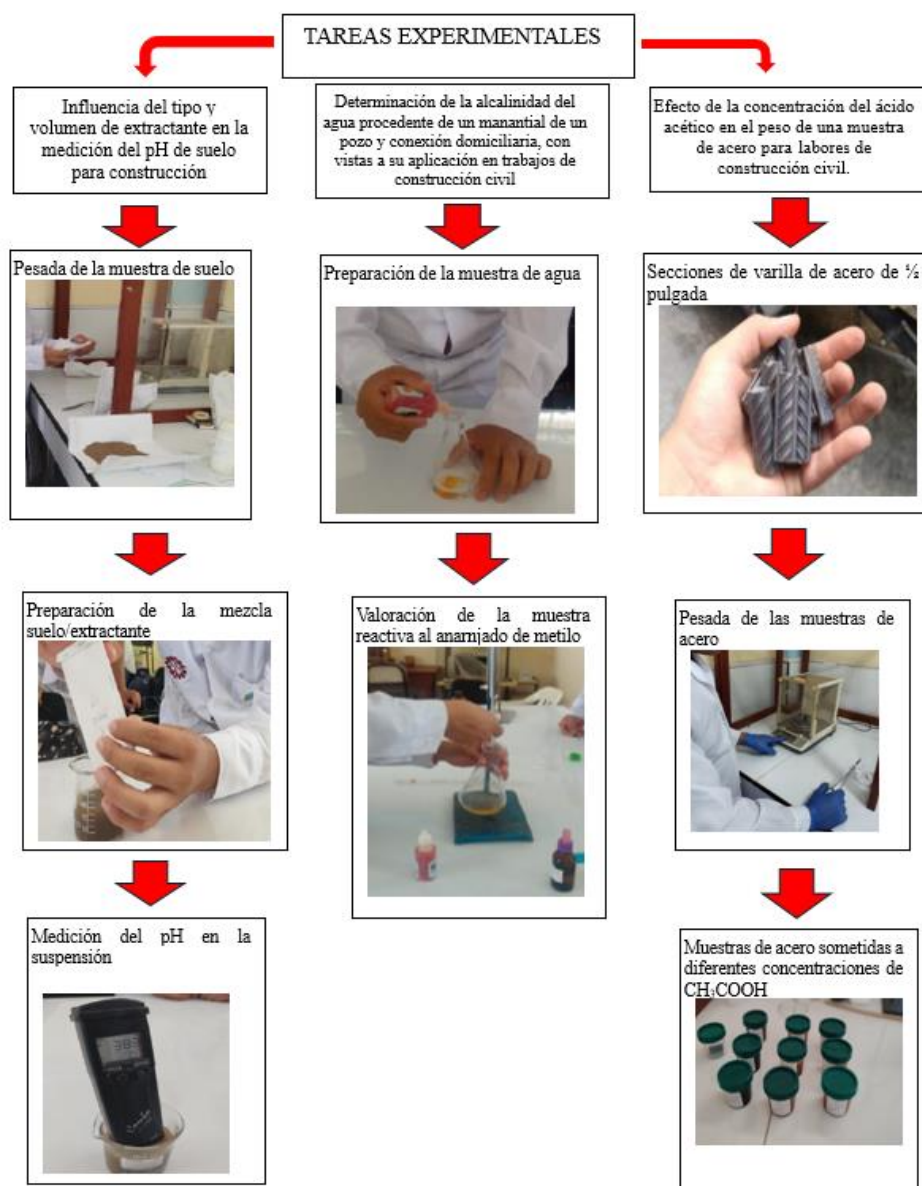 TAREAS EXPERIMENTALES
Influencia del tipo y
volumen de extractante en la
medición del pH de suelo
para construcción
Determinación de la alcalinidad del
agua procedente de un manantial de un
pozo y conexión domiciliaria, con
vistas a su aplicación en trabajos de
construcción civil
Efecto de la concentración del ácido
acético en el peso de una muestra
de acero para labores de
construcción civil.
Pesada de la muestra de suelo
Preparación de la muestra de agua
Secciones de varilla de acero de ½
pulgada
Preparación de la mezcla
suelo/extractante
Valoración de la muestra
reactiva al anarnjado de metilo
Pesada de las muestras de
acero
Medición del pH en la
suspensión
Muestras de acero sometidas a
diferentes concentraciones de
CH₃COOH